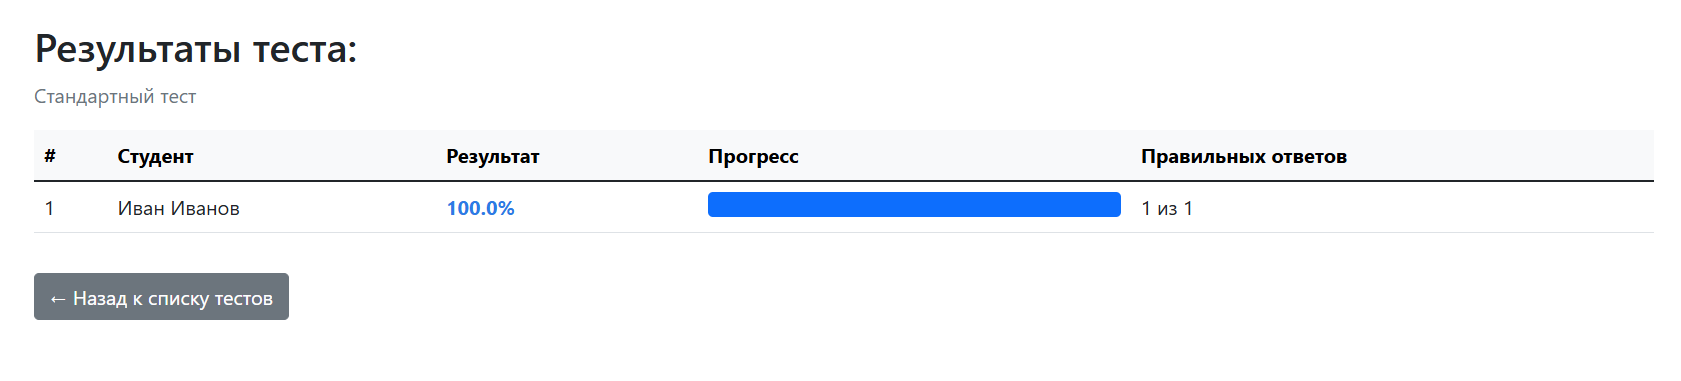 Результаты теста:
Стандартный тест
# Студент Результат Прогресс Правильных ответов
1 Иван Иванов 100.0% 1 из 1
← Назад к списку тестов